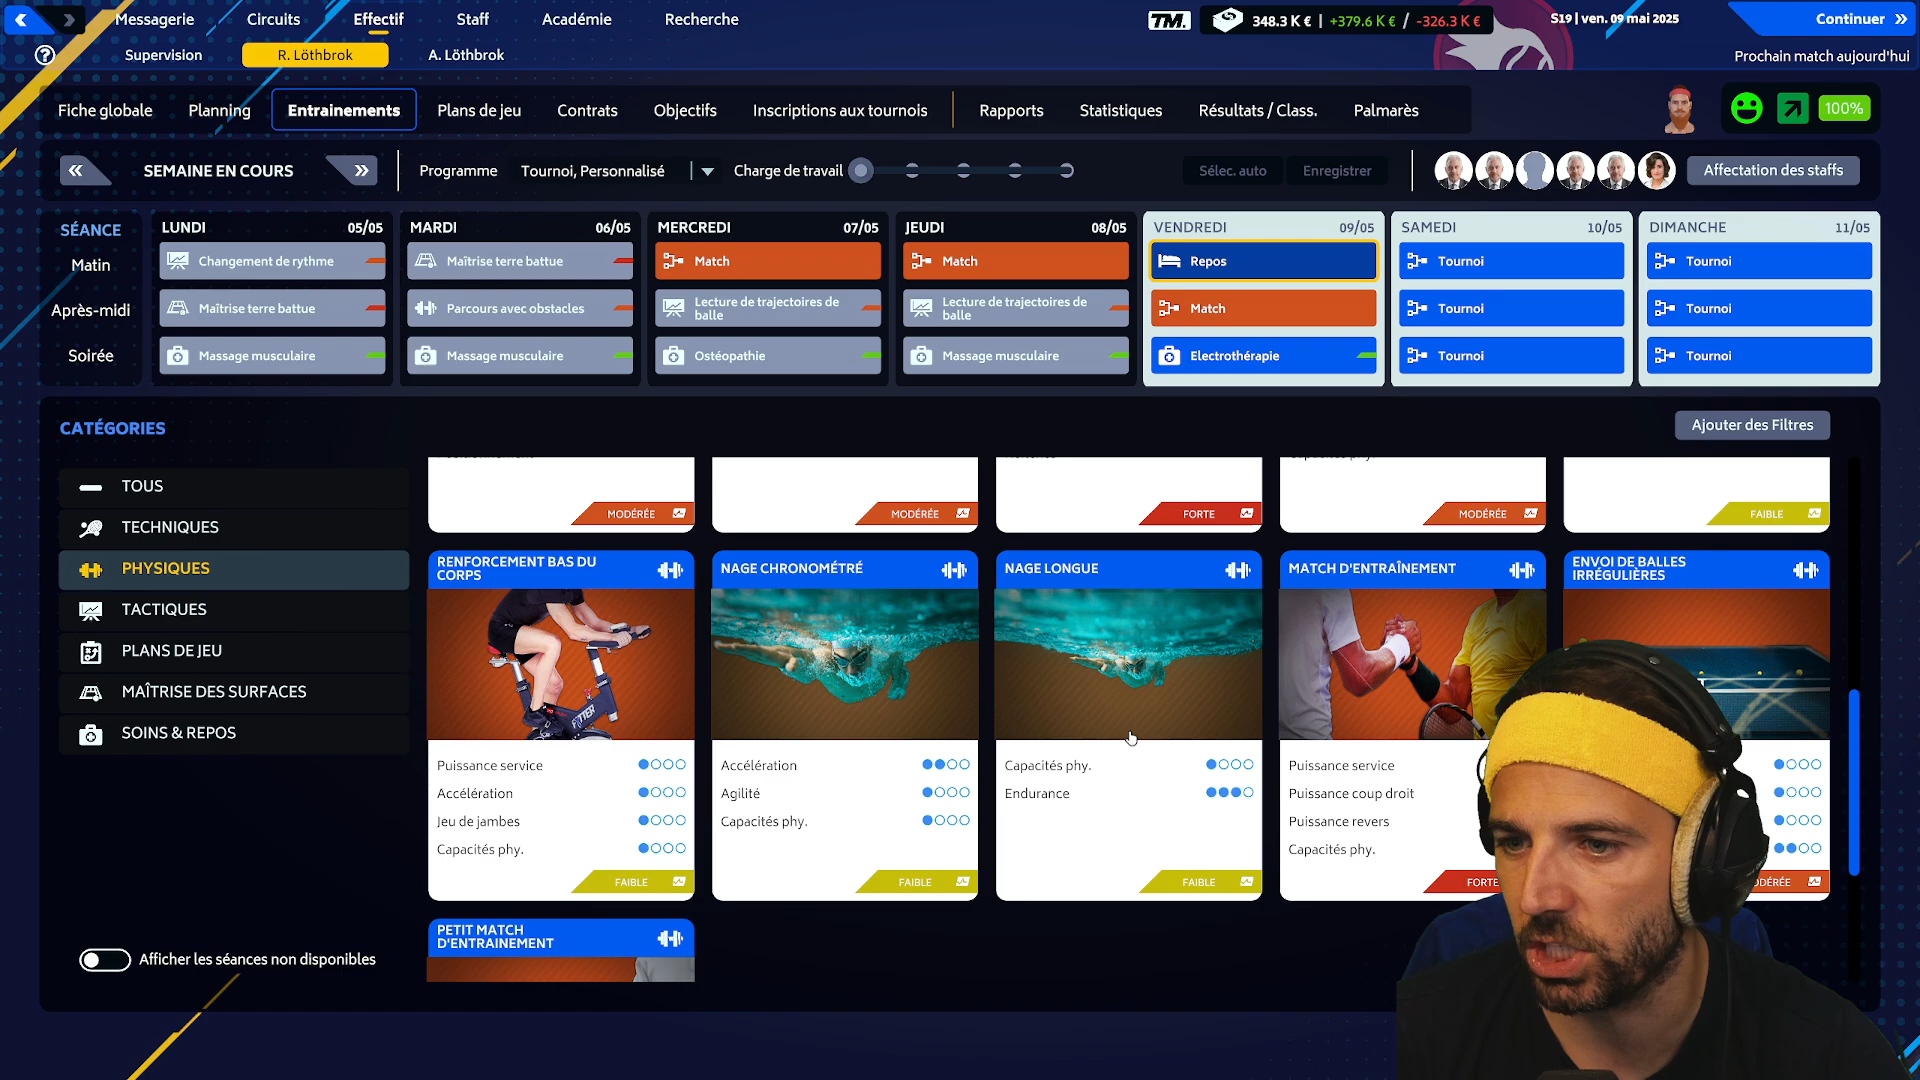 Messagerie Circuits Effectif Staff Académie Recherche
TM. 348.3 K € | +379.6 K € / -326.3 K €
S19 | ven. 09 mai 2025
Continuer
Supervision R. Löthbrok A. Löthbrok
Prochain match aujourd'hui
Fiche globale Planning Entrainements Plans de jeu Contrats Objectifs Inscriptions aux tournois Rapports Statistiques Résultats / Class. Palmarès
100%
SEMAINE EN COURS
Programme Tournoi, Personnalisé
Charge de travail
Sélec. auto Enregistrer
Affectation des staffs
SÉANCE
Matin
Après-midi
Soirée
LUNDI 05/05
Changement de rythme
Maîtrise terre battue
Massage musculaire
MARDI 06/05
Maîtrise terre battue
Parcours avec obstacles
Massage musculaire
MERCREDI 07/05
Match
Lecture de trajectoires de
balle
Ostéopathie
JEUDI 08/05
Match
Lecture de trajectoires de
balle
Massage musculaire
VENDREDI 09/05
Repos
Match
Electrothérapie
SAMEDI 10/05
Tournoi
Tournoi
Tournoi
DIMANCHE 11/05
Tournoi
Tournoi
Tournoi
CATÉGORIES
Ajouter des Filtres
TOUS
TECHNIQUES
PHYSIQUES
TACTIQUES
PLANS DE JEU
MAÎTRISE DES SURFACES
SOINS & REPOS
Afficher les séances non disponibles
MODÉRÉE
MODÉRÉE
FORTE
MODÉRÉE
FAIBLE
RENFORCEMENT BAS DU
CORPS
Puissance service
Accélération
Jeu de jambes
Capacités phy.
FAIBLE
NAGE CHRONOMÉTRÉ
Accélération
Agilité
Capacités phy.
FAIBLE
NAGE LONGUE
Capacités phy.
Endurance
FAIBLE
MATCH D'ENTRAÎNEMENT
Puissance service
Puissance coup droit
Puissance revers
Capacités phy.
FORTE
ENVOI DE BALLES
IRRÉGULIÈRES
PETIT MATCH
D'ENTRAINEMENT